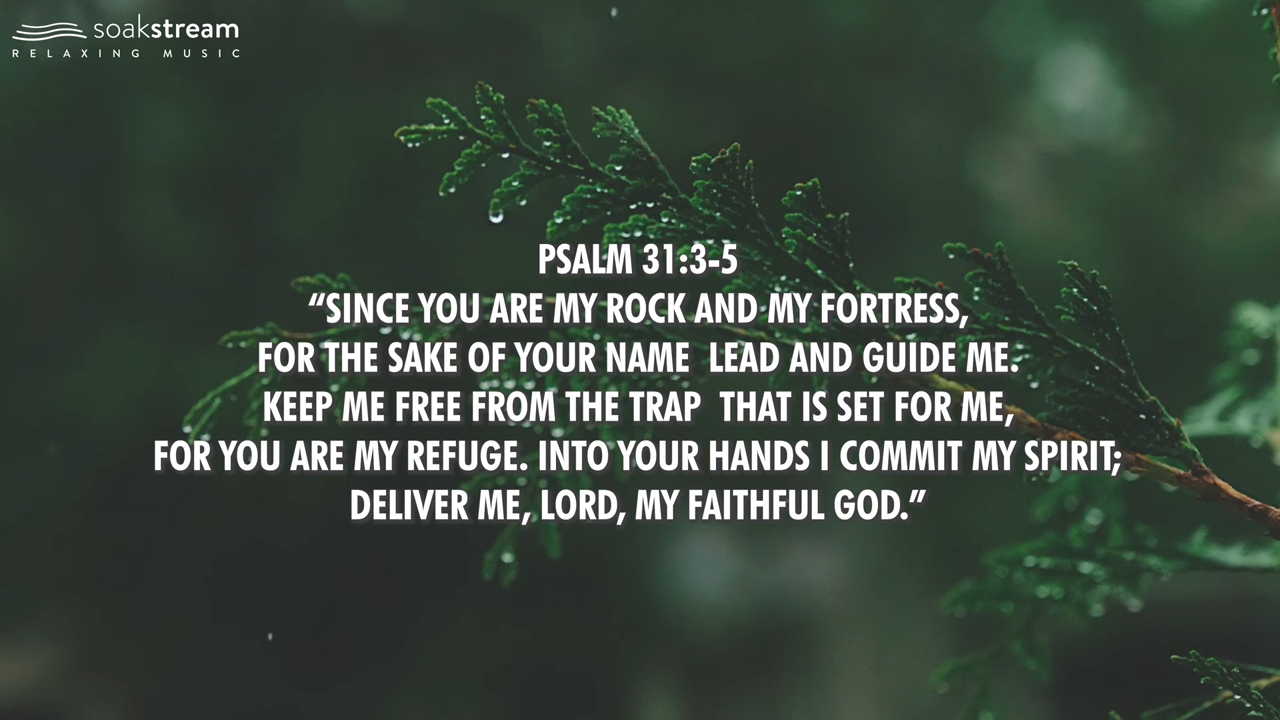 soakstream
RELAXING MUSIC
PSALM 31:3-5
“SINCE YOU ARE MY ROCK AND MY FORTRESS,
FOR THE SAKE OF YOUR NAME  LEAD AND GUIDE ME.
KEEP ME FREE FROM THE TRAP  THAT IS SET FOR ME,
FOR YOU ARE MY REFUGE. INTO YOUR HANDS I COMMIT MY SPIRIT;
DELIVER ME, LORD, MY FAITHFUL GOD.”